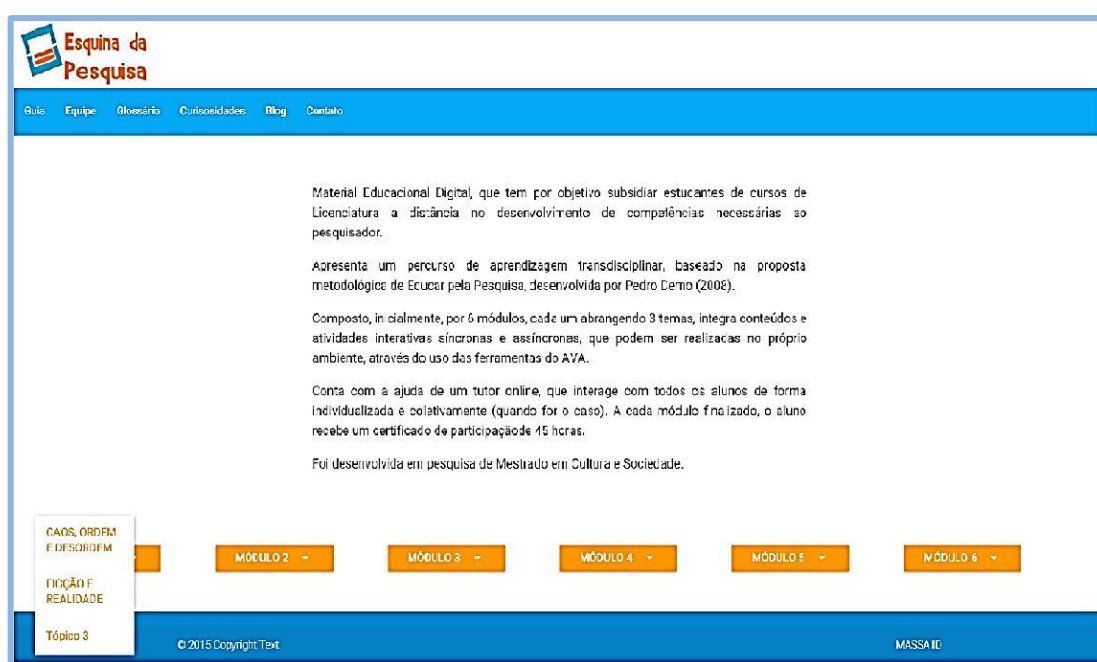 Esquina da
Pesquisa
Guia Equipe Glossário Curisosidades Blog Contato
Material Educacional Digital, que tem por objetivo subsidiar estudantes de cursos de
Licenciatura a distância no desenvolvimento de competências necessárias ao
pesquisador.
Apresenta um percurso de aprendizagem transdisciplinar, baseado na proposta
metodológica de Educar pela Pesquisa, desenvolvida por Pedro Demo (2008).
Composto, inicialmente, por 6 módulos, cada um abrangendo 3 temas, integra conteúdos e
atividades interativas síncronas e assíncronas, que podem ser realizadas no próprio
ambiente, através do uso das ferramentas do AVA.
Conta com a ajuda de um tutor online, que interage com todos os alunos de forma
individualizada e coletivamente (quando for o caso). A cada módulo finalizado, o aluno
recebe um certificado de participaçãode 45 horas.
Foi desenvolvida em pesquisa de Mestrado em Cultura e Sociedade.
CAOS, ORDEM
E DESORDEM
FICÇÃO E
REALIDADE
Tópico 3
MÓDULO 2 MÓDULO 3 MÓDULO 4 MÓDULO 5 MÓDULO 6
© 2015 Copyright Text MASSA ID